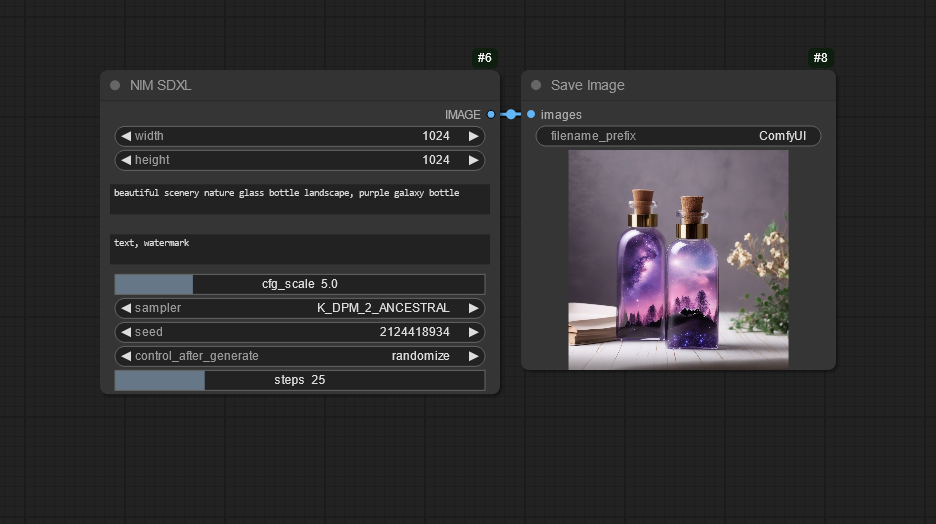 #6
NIM SDXL
IMAGE
width 1024
height 1024
beautiful scenery nature glass bottle landscape, purple galaxy bottle
text, watermark
cfg_scale 5.0
sampler K_DPM_2_ANCESTRAL
seed 2124418934
control_after_generate randomize
steps 25
#8
Save Image
images
filename_prefix ComfyUI